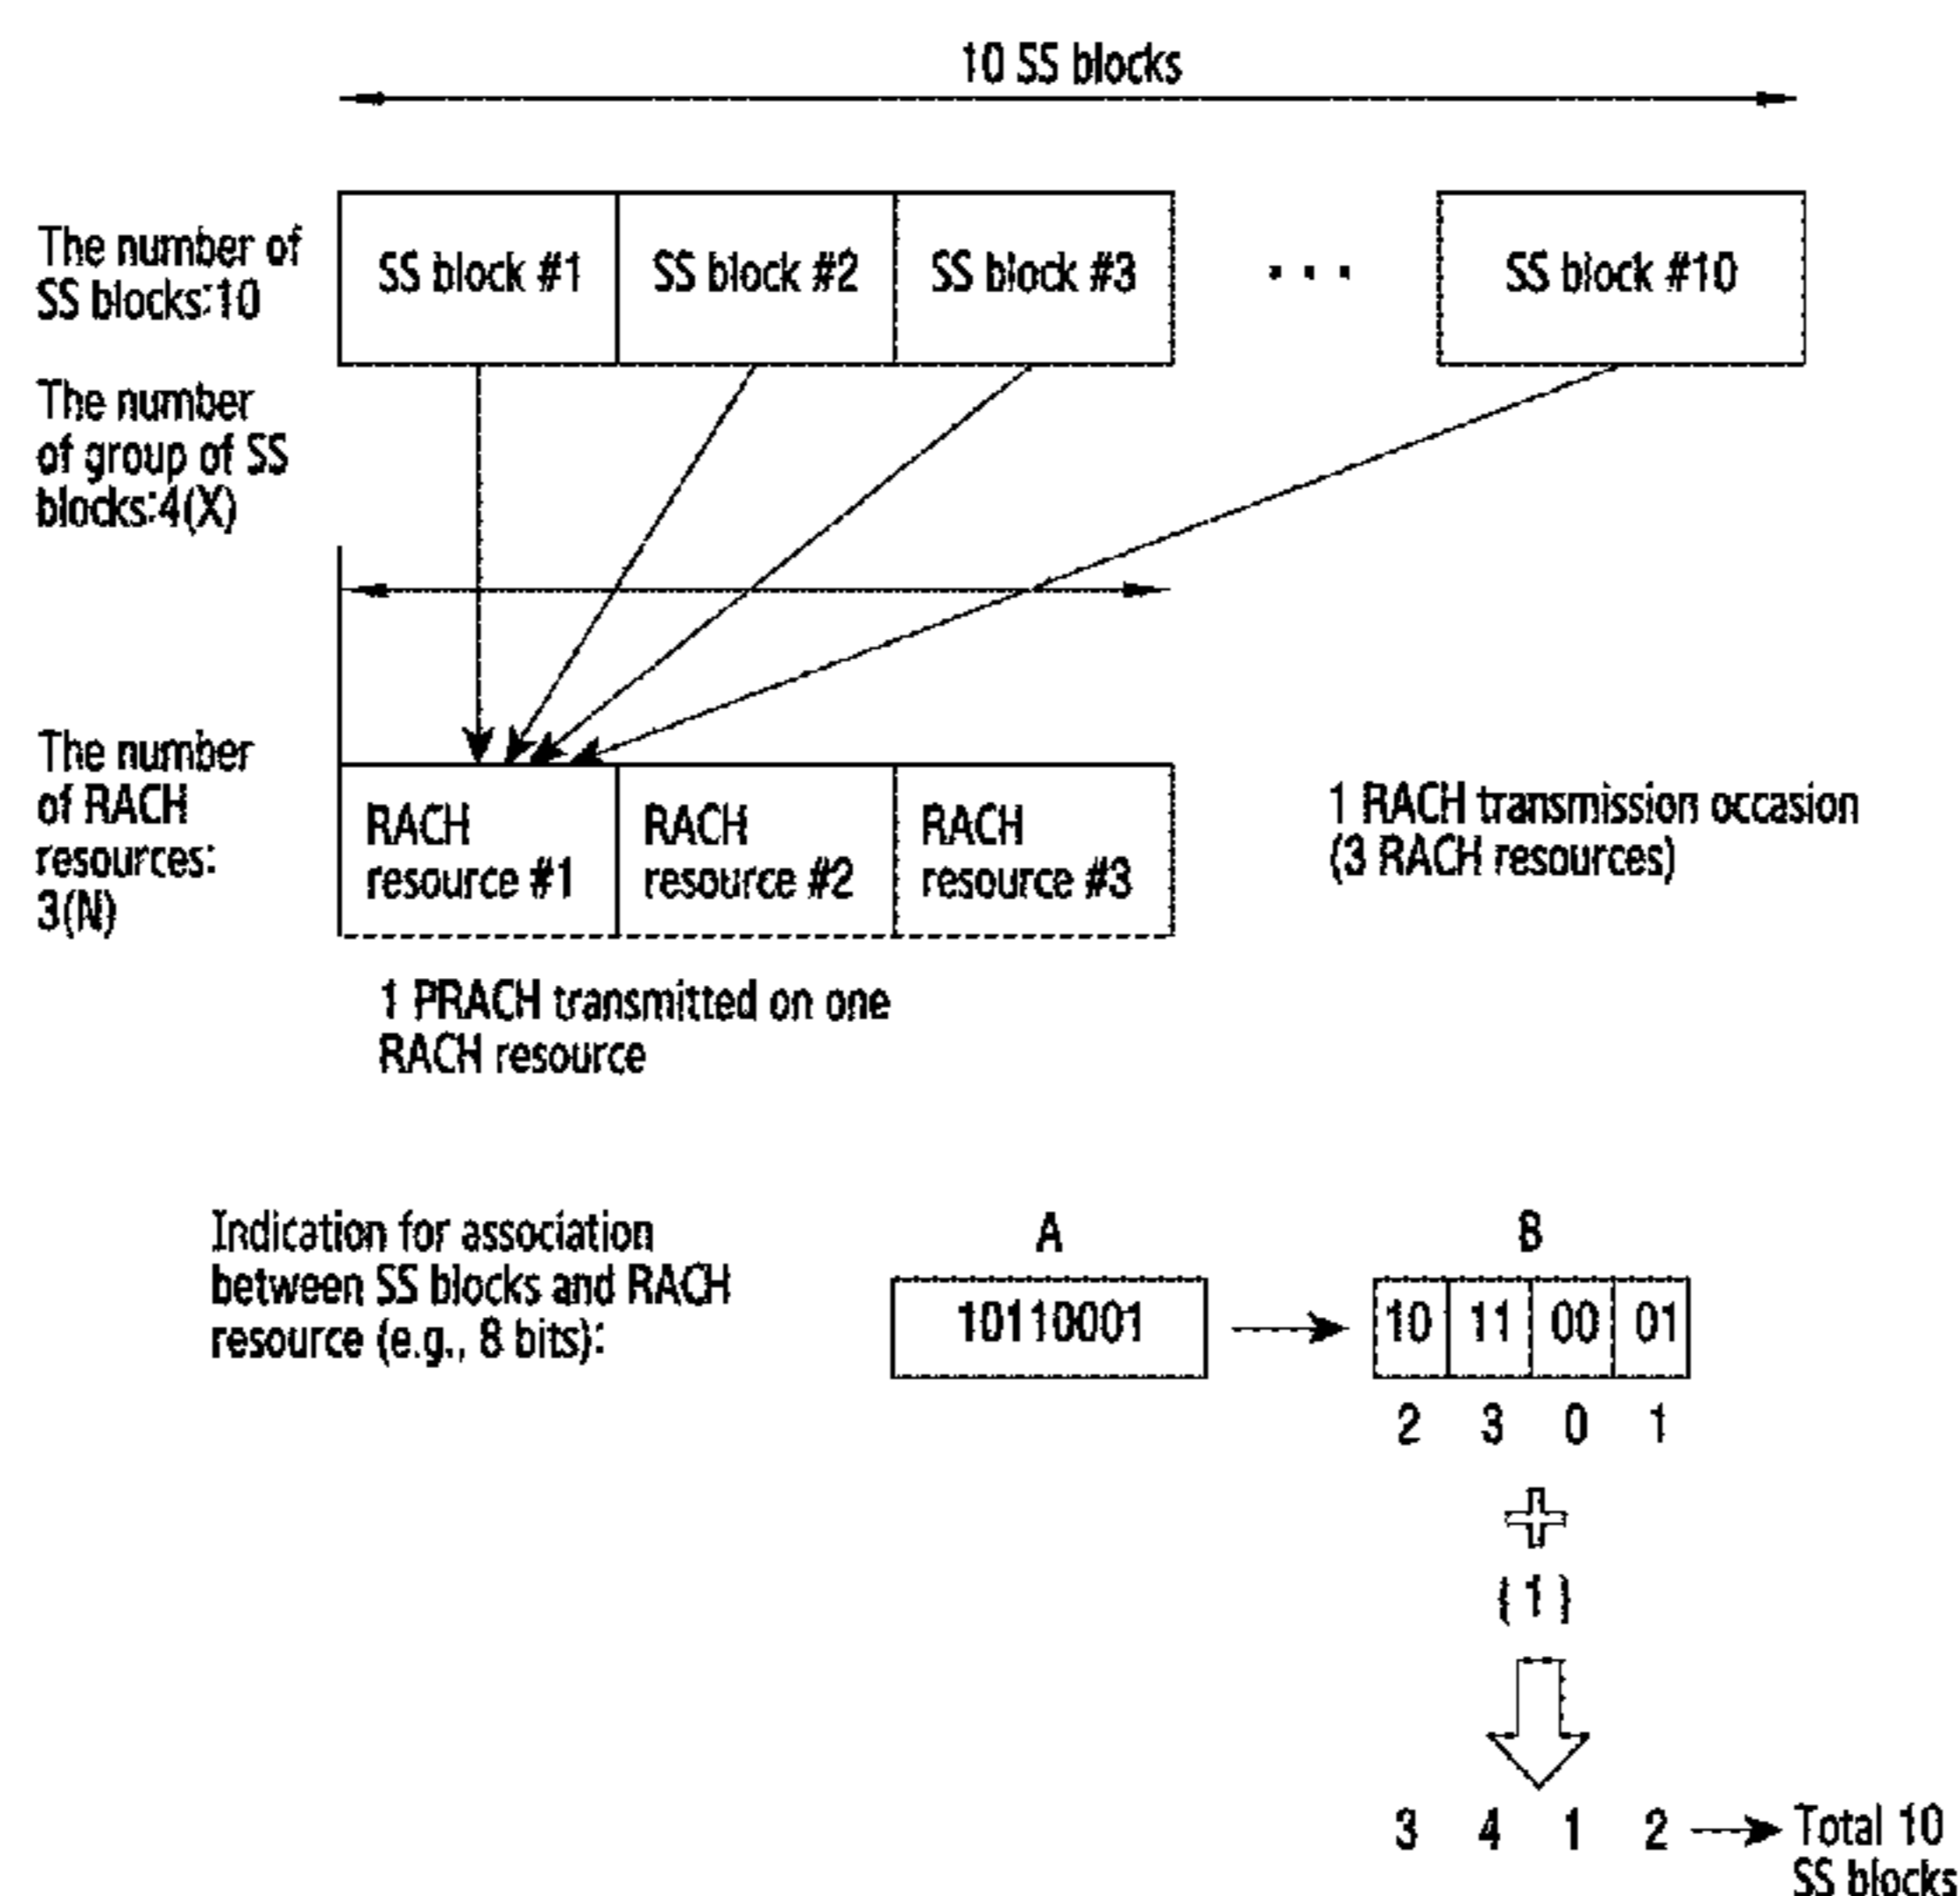 10 SS blocks
The number of
SS blocks:10
SS block #1
SS block #2
SS block #3
SS block #10
The number
of group of SS
blocks:4(X)
The number
of RACH
resources:
3(N)
RACH
resource #1
RACH
resource #2
RACH
resource #3
1 RACH transmission occasion
(3 RACH resources)
1 PRACH transmitted on one
RACH resource
Indication for association
between SS blocks and RACH
resource (e.g., 8 bits):
A
10110001
B
10 11 00 01
2 3 0 1
{1}
3 4 1 2
Total 10
SS blocks